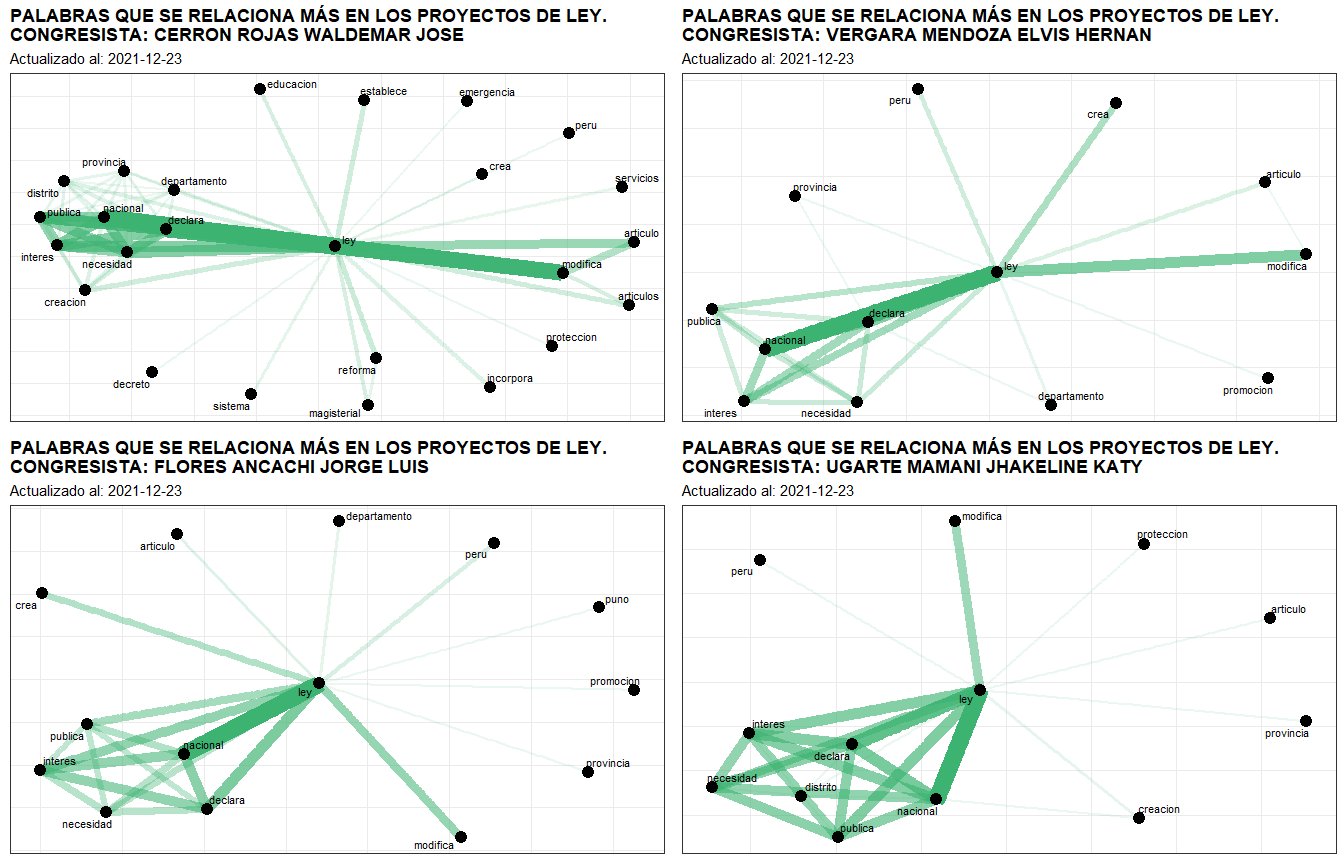 PALABRAS QUE SE RELACIONA MÁS EN LOS PROYECTOS DE LEY.
CONGRESISTA: CERRON ROJAS WALDEMAR JOSE
Actualizado al: 2021-12-23
educacion
establece
emergencia
peru
provincia
crea
departamento
servicios
distrito
publica
nacional
declara
articulo
ley
interes
necesidad
modifica
creacion
articulos
proteccion
reforma
incorpora
decreto
sistema
magisterial
PALABRAS QUE SE RELACIONA MÁS EN LOS PROYECTOS DE LEY.
CONGRESISTA: VERGARA MENDOZA ELVIS HERNAN
Actualizado al: 2021-12-23
peru
crea
articulo
provincia
ley
modifica
publica
declara
nacional
promocion
departamento
interes
necesidad
PALABRAS QUE SE RELACIONA MÁS EN LOS PROYECTOS DE LEY.
CONGRESISTA: FLORES ANCACHI JORGE LUIS
Actualizado al: 2021-12-23
departamento
articulo
peru
crea
puno
promocion
ley
publica
nacional
interes
provincia
declara
necesidad
modifica
PALABRAS QUE SE RELACIONA MÁS EN LOS PROYECTOS DE LEY.
CONGRESISTA: UGARTE MAMANI JHAKELINE KATY
Actualizado al: 2021-12-23
modifica
proteccion
peru
articulo
ley
interes
provincia
declara
necesidad
distrito
nacional
creacion
publica